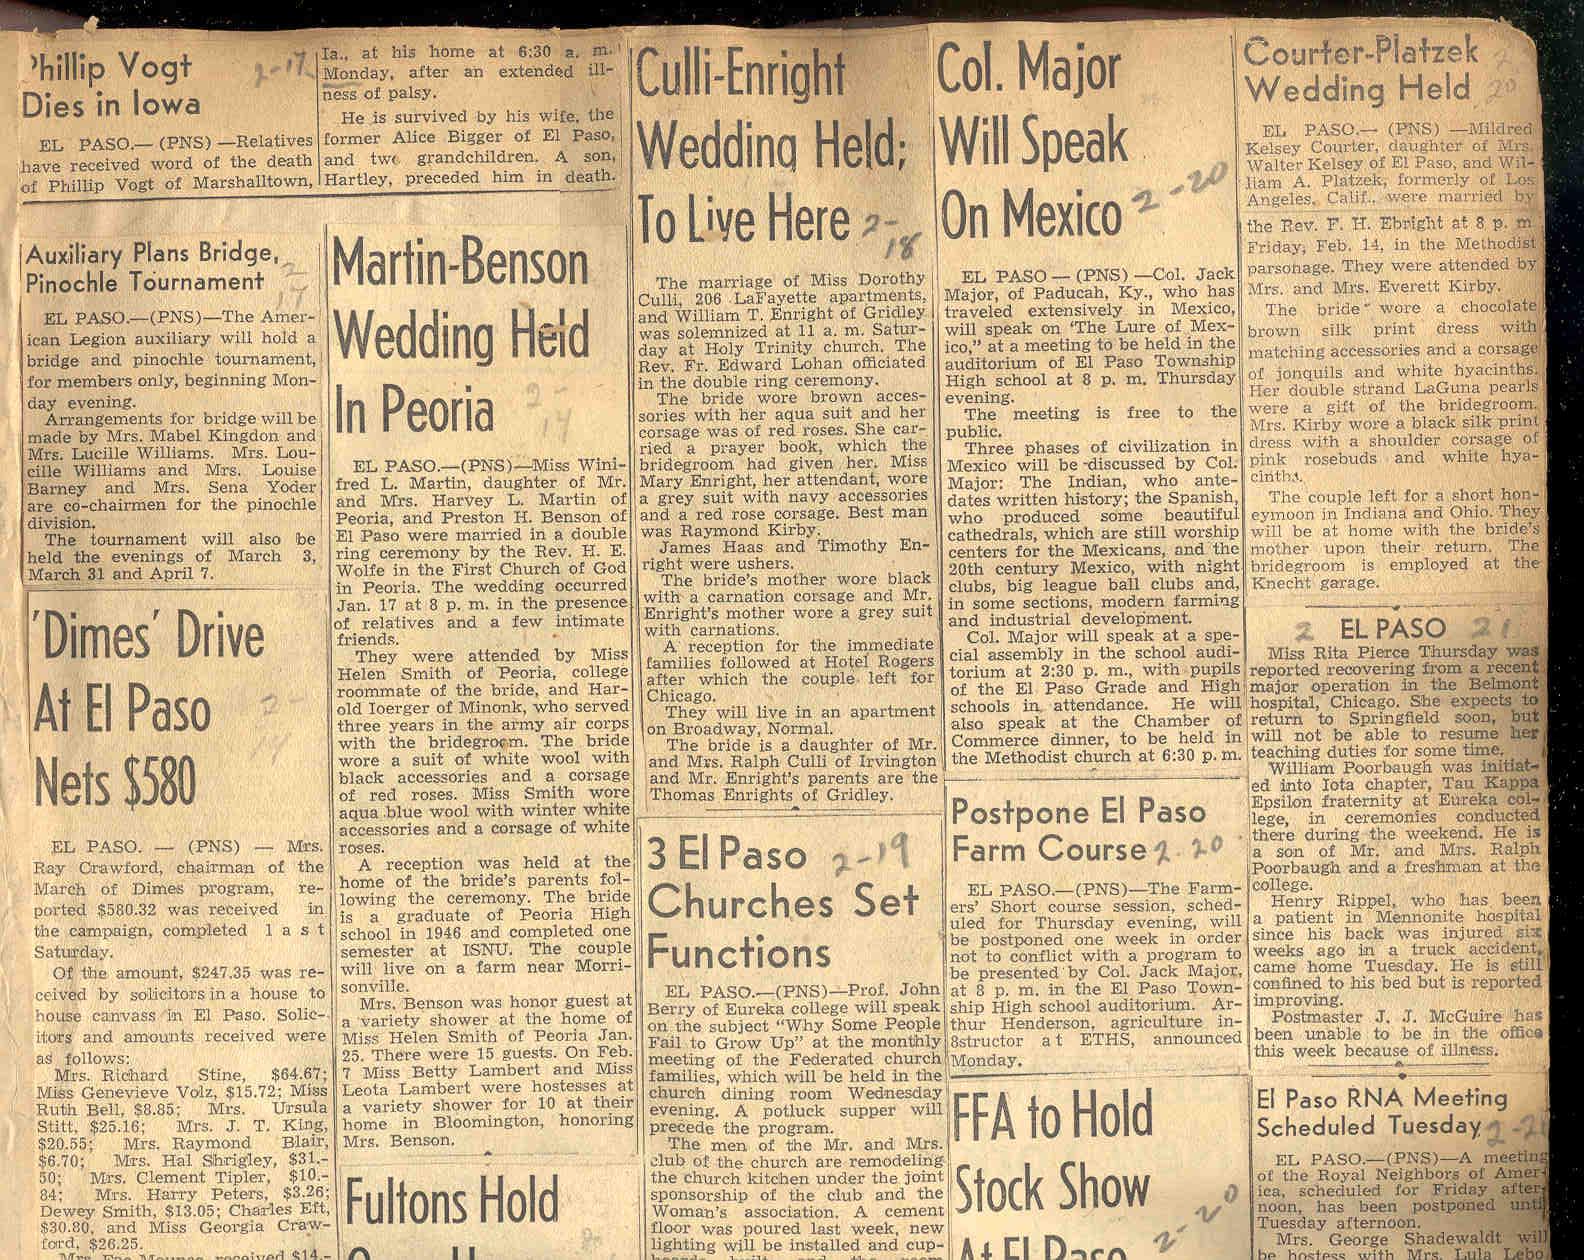 Phillip Vogt
Dies in Iowa
2-17
EL PASO.— (PNS) —Relatives
have received word of the death
of Phillip Vogt of Marshalltown,
Ia., at his home at 6:30 a. m.
Monday, after an extended ill-
ness of palsy.
He is survived by his wife, the
former Alice Bigger of El Paso,
and two grandchildren. A son,
Hartley, preceded him in death.
Auxiliary Plans Bridge,
Pinochle Tournament
2
17
EL PASO.—(PNS)—The Amer-
ican Legion auxiliary will hold a
bridge and pinochle tournament,
for members only, beginning Mon-
day evening.
Arrangements for bridge will be
made by Mrs. Mabel Kingdon and
Mrs. Lucille Williams. Mrs. Lou-
cille Williams and Mrs. Louise
Barney and Mrs. Sena Yoder
are co-chairmen for the pinochle
division.
The tournament will also be
held the evenings of March 3,
March 31 and April 7.
'Dimes' Drive
At El Paso
Nets $580
2-
17
EL PASO. — (PNS) — Mrs.
Ray Crawford, chairman of the
March of Dimes program, re-
ported $580.32 was received in
the campaign, completed last
Saturday.
Of the amount, $247.35 was re-
ceived by solicitors in a house to
house canvass in El Paso. Solic-
itors and amounts received were
as follows:
Mrs. Richard Stine, $64.67;
Miss Genevieve Volz, $15.72; Miss
Ruth Bell, $8.85; Mrs. Ursula
Stitt, $25.16; Mrs. J. T. King,
$20.55; Mrs. Raymond Blair,
$6.70; Mrs. Hal Shrigley, $31.-
50; Mrs. Clement Tipler, $10.-
84; Mrs. Harry Peters, $3.26;
Dewey Smith, $13.05; Charles Eft,
$30.80, and Miss Georgia Craw-
ford, $26.25.
received $14.-
Martin-Benson
Wedding Held
In Peoria
2-
17
EL PASO.—(PNS)—Miss Wini-
fred L. Martin, daughter of Mr.
and Mrs. Harvey L. Martin of
Peoria, and Preston H. Benson of
El Paso were married in a double
ring ceremony by the Rev. H. E.
Wolfe in the First Church of God
in Peoria. The wedding occurred
Jan. 17 at 8 p. m. in the presence
of relatives and a few intimate
friends.
They were attended by Miss
Helen Smith of Peoria, college
roommate of the bride, and Har-
old Ioerger of Minonk, who served
three years in the army air corps
with the bridegroom. The bride
wore a suit of white wool with
black accessories and a corsage
of red roses. Miss Smith wore
aqua blue wool with winter white
accessories and a corsage of white
roses.
A reception was held at the
home of the bride's parents fol-
lowing the ceremony. The bride
is a graduate of Peoria High
school in 1946 and completed one
semester at ISNU. The couple
will live on a farm near Morri-
sonville.
Mrs. Benson was honor guest at
a variety shower at the home of
Miss Helen Smith of Peoria Jan.
25. There were 15 guests. On Feb.
7 Miss Betty Lambert and Miss
Leota Lambert were hostesses at
a variety shower for 10 at their
home in Bloomington, honoring
Mrs. Benson.
Fultons Hold
Culli-Enright
Wedding Held;
To Live Here
2-
18
The marriage of Miss Dorothy
Culli, 206 LaFayette apartments,
and William T. Enright of Gridley
was solemnized at 11 a. m. Satur-
day at Holy Trinity church. The
Rev. Fr. Edward Lohan officiated
in the double ring ceremony.
The bride wore brown acces-
sories with her aqua suit and her
corsage was of red roses. She car-
ried a prayer book, which the
bridegroom had given her. Miss
Mary Enright, her attendant, wore
a grey suit with navy accessories
and a red rose corsage. Best man
was Raymond Kirby.
James Haas and Timothy En-
right were ushers.
The bride's mother wore black
with a carnation corsage and Mr.
Enright's mother wore a grey suit
with carnations.
A reception for the immediate
families followed at Hotel Rogers
after which the couple left for
Chicago.
They will live in an apartment
on Broadway, Normal.
The bride is a daughter of Mr.
and Mrs. Ralph Culli of Irvington
and Mr. Enright's parents are the
Thomas Enrights of Gridley.
3 El Paso
Churches Set
Functions
2-19
EL PASO.—(PNS)—Prof. John
Berry of Eureka college will speak
on the subject "Why Some People
Fail to Grow Up" at the monthly
meeting of the Federated church
families, which will be held in the
church dining room Wednesday
evening. A potluck supper will
precede the program.
The men of the Mr. and Mrs.
club of the church are remodeling
the church kitchen under the joint
sponsorship of the club and the
Woman's association. A cement
floor was poured last week, new
lighting will be installed and cup-
Col. Major
Will Speak
On Mexico
2-20
EL PASO — (PNS) —Col. Jack
Major, of Paducah, Ky., who has
traveled extensively in Mexico,
will speak on 'The Lure of Mex-
ico," at a meeting to be held in the
auditorium of El Paso Township
High school at 8 p. m. Thursday
evening.
The meeting is free to the
public.
Three phases of civilization in
Mexico will be discussed by Col.
Major: The Indian, who ante-
dates written history; the Spanish,
who produced some beautiful
cathedrals, which are still worship
centers for the Mexicans, and the
20th century Mexico, with night
clubs, big league ball clubs and,
in some sections, modern farming
and industrial development.
Col. Major will speak at a spe-
cial assembly in the school audi-
torium at 2:30 p. m., with pupils
of the El Paso Grade and High
schools in attendance. He will
also speak at the Chamber of
Commerce dinner, to be held in
the Methodist church at 6:30 p. m.
Postpone El Paso
Farm Course
2-20
EL PASO.—(PNS)—The Farm-
ers' Short course session, sched-
uled for Thursday evening, will
be postponed one week in order
not to conflict with a program to
be presented by Col. Jack Major,
at 8 p. m. in the El Paso Town-
ship High school auditorium. Ar-
thur Henderson, agriculture in-
8structor at ETHS, announced
Monday.
FFA to Hold
Stock Show
At El Paso
2-20
Courter-Platzek
Wedding Held
2
20
EL PASO.— (PNS) —Mildred
Kelsey Courter, daughter of Mrs.
Walter Kelsey of El Paso, and Wil-
liam A. Platzek, formerly of Los
Angeles, Calif., were married by
the Rev. F. H. Ebright at 8 p. m
Friday, Feb. 14, in the Methodist
parsonage. They were attended by
Mrs. and Mrs. Everett Kirby.
The bride wore a chocolate
brown silk print dress with
matching accessories and a corsage
of jonquils and white hyacinths.
Her double strand LaGuna pearls
were a gift of the bridegroom.
Mrs. Kirby wore a black silk print
dress with a shoulder corsage of
pink rosebuds and white hya-
cinths.
The couple left for a short hon-
eymoon in Indiana and Ohio. They
will be at home with the bride's
mother upon their return. The
bridegroom is employed at the
Knecht garage.
2 EL PASO 21
Miss Rita Pierce Thursday was
reported recovering from a recent
major operation in the Belmont
hospital, Chicago. She expects to
return to Springfield soon, but
will not be able to resume her
teaching duties for some time.
William Poorbaugh was initiat-
ed into Iota chapter, Tau Kappa
Epsilon fraternity at Eureka col-
lege, in ceremonies conducted
there during the weekend. He is
a son of Mr. and Mrs. Ralph
Poorbaugh and a freshman at the
college.
Henry Rippel, who has been
a patient in Mennonite hospital
since his back was injured six
weeks ago in a truck accident,
came home Tuesday. He is still
confined to his bed but is reported
improving.
Postmaster J. J. McGuire has
been unable to be in the office
this week because of illness.
El Paso RNA Meeting
Scheduled Tuesday
EL PASO.—(PNS)—A meeting
of the Royal Neighbors of Amer-
ica, scheduled for Friday after-
noon, has been postponed until
Tuesday afternoon.
Mrs. George Shadewaldt will
be hostess with Mrs. Lula Lebo